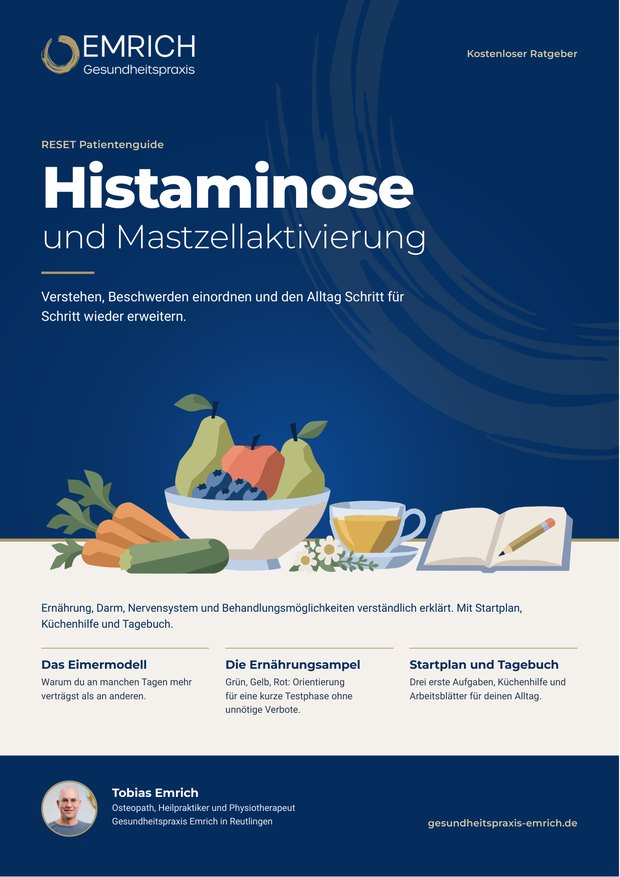 EMRICH
Gesundheitspraxis
Kostenloser Ratgeber
RESET Patientenguide
Histaminose
und Mastzellaktivierung
Verstehen, Beschwerden einordnen und den Alltag Schritt für
Schritt wieder erweitern.
Ernährung, Darm, Nervensystem und Behandlungsmöglichkeiten verständlich erklärt. Mit Startplan,
Küchenhilfe und Tagebuch.
Das Eimermodell
Warum du an manchen Tagen mehr
verträgst als an anderen.
Die Ernährungsampel
Grün, Gelb, Rot: Orientierung
für eine kurze Testphase ohne
unnötige Verbote.
Startplan und Tagebuch
Drei erste Aufgaben, Küchenhilfe und
Arbeitsblätter für deinen Alltag.
Tobias Emrich
Osteopath, Heilpraktiker und Physiotherapeut
Gesundheitspraxis Emrich in Reutlingen
gesundheitspraxis-emrich.de